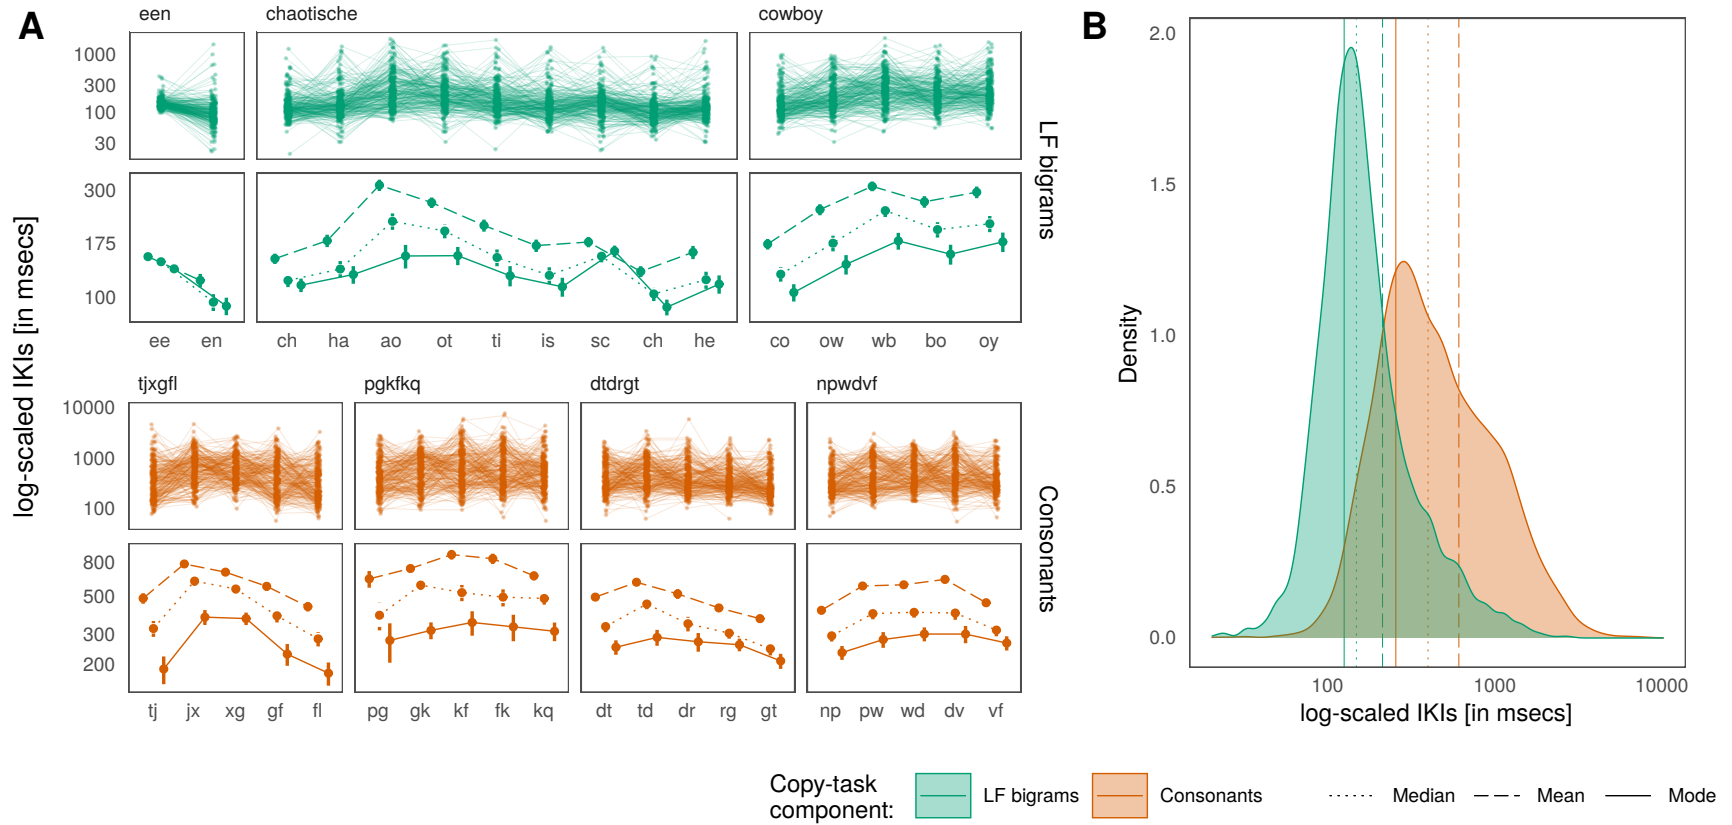 A
een chaotische cowboy
1000
300
100
30
LF bigrams
300
175
100
ee en ch ha ao ot ti is sc ch he co ow wb bo oy
log-scaled IKIs [in msecs]
tjxgfl pgkfkq dtdrgt npwdvf
10000
1000
100
Consonants
800
500
300
200
tj jx xg gf fl pg gk kf fk kq dt td dr rg gt np pw wd dv vf
B
2.0
1.5
1.0
0.5
0.0
Density
100 1000 10000
log-scaled IKIs [in msecs]
Copy-task
component:
LF bigrams Consonants Median Mean Mode